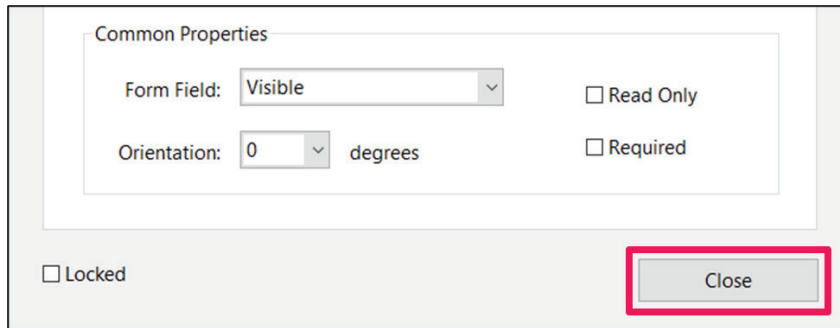 Common Properties
Form Field: Visible
Read Only
Orientation: 0 degrees
Required
Locked
Close